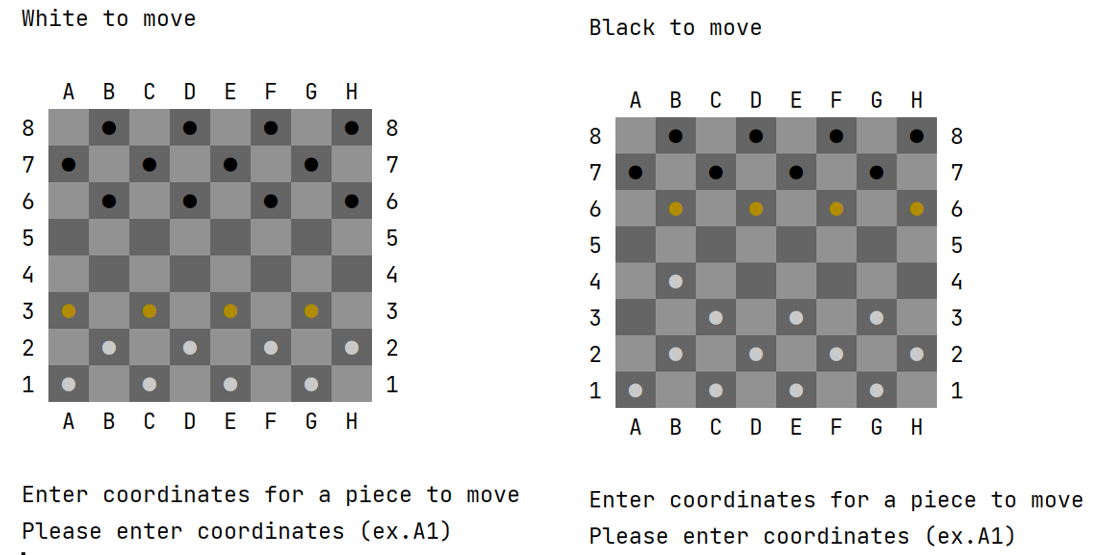 White to move
A B C D E F G H
8 8
7 7
6 6
5 5
4 4
3 3
2 2
1 1
A B C D E F G H
Enter coordinates for a piece to move
Please enter coordinates (ex.A1)
Black to move
A B C D E F G H
8 8
7 7
6 6
5 5
4 4
3 3
2 2
1 1
A B C D E F G H
Enter coordinates for a piece to move
Please enter coordinates (ex.A1)